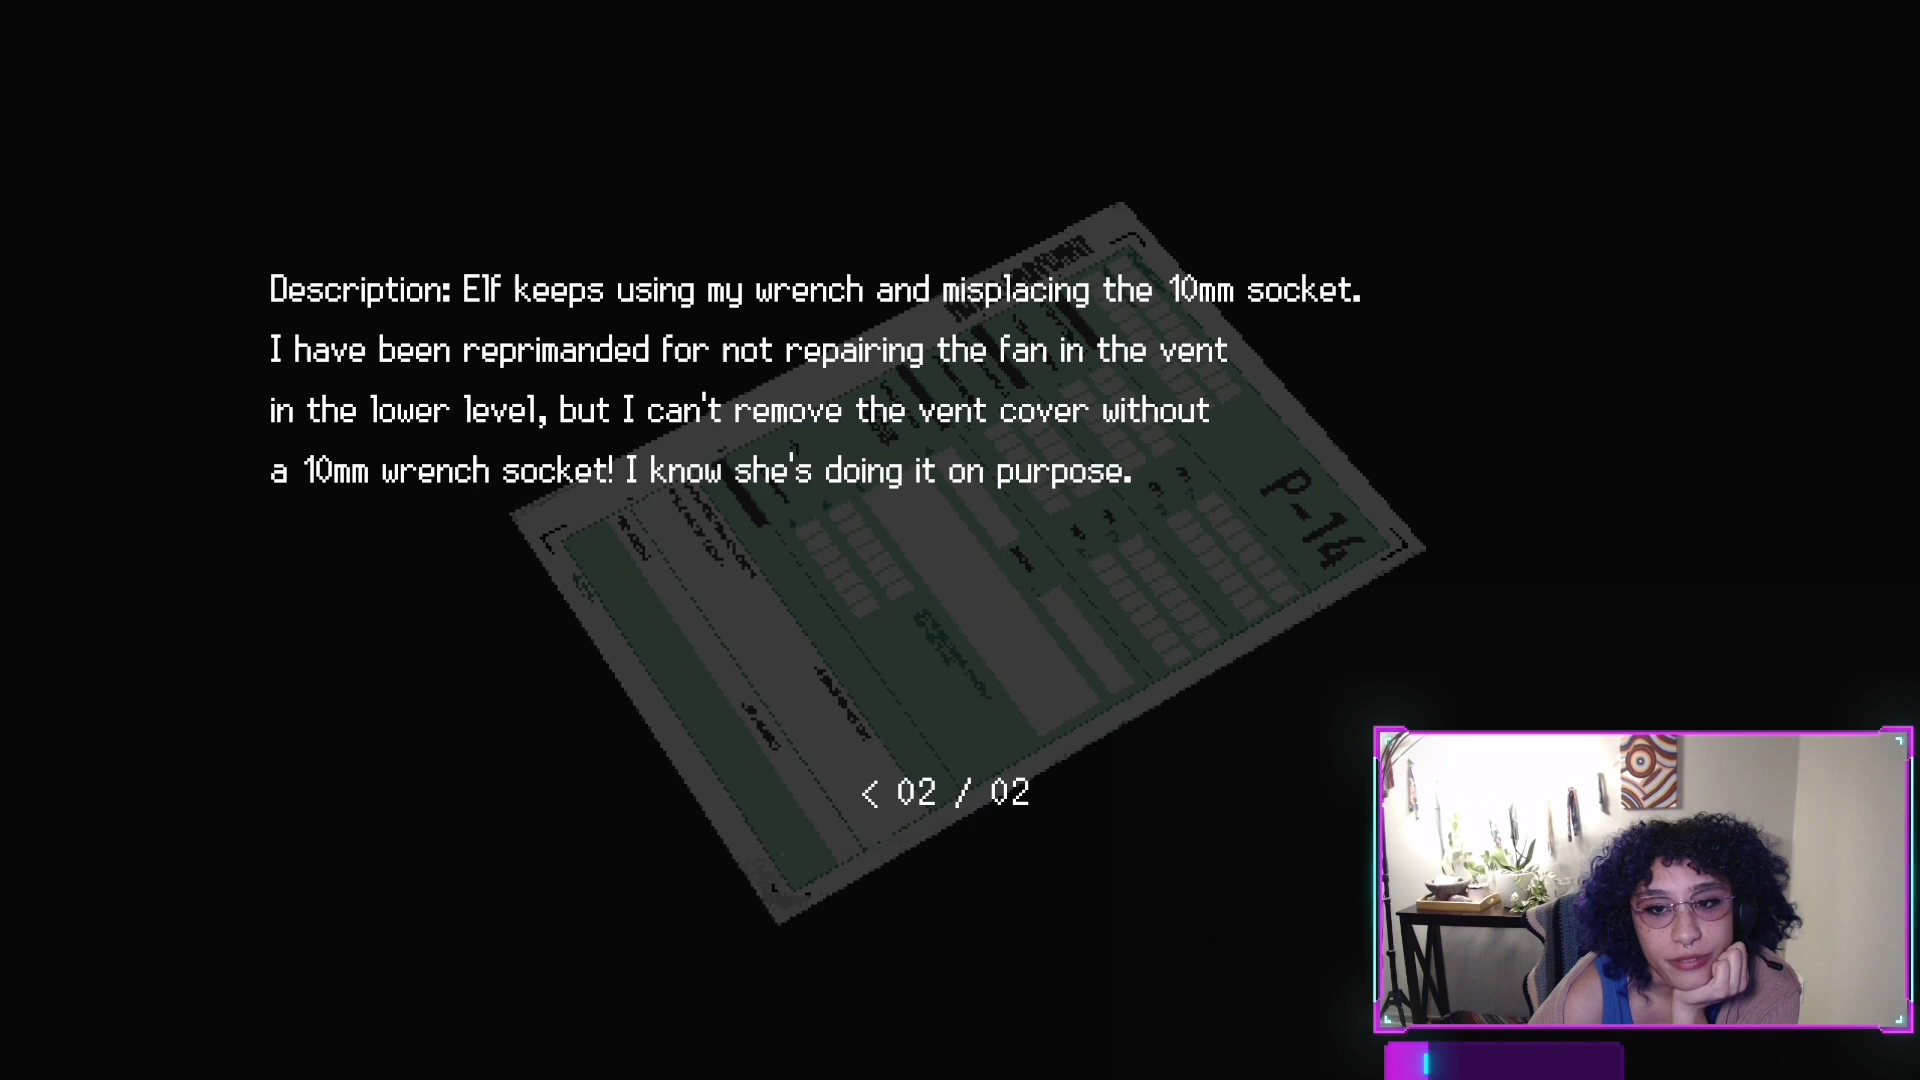 Description: Elf keeps using my wrench and misplacing the 10mm socket.
I have been reprimanded for not repairing the fan in the vent
in the lower level, but I can't remove the vent cover without
a 10mm wrench socket! I know she's doing it on purpose.
P-14
< 02 / 02